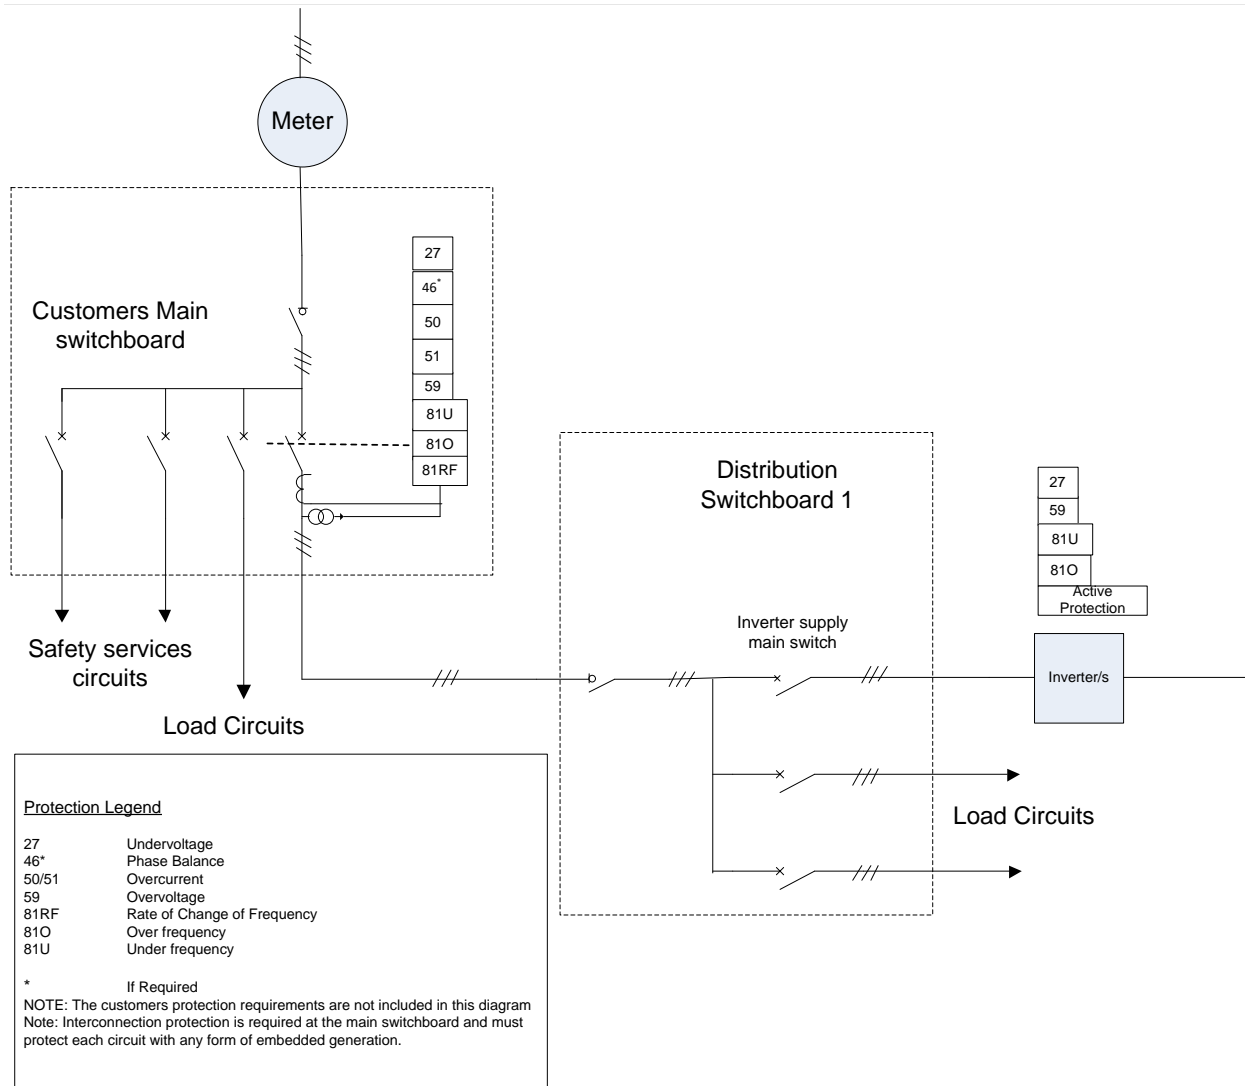 Meter
Customers Main
switchboard
27
46*
50
51
59
81U
81O
81RF
Safety services
circuits
Load Circuits
Distribution
Switchboard 1
Inverter supply
main switch
27
59
81U
81O
Active
Protection
Inverter/s
Load Circuits
Protection Legend
27 Undervoltage
46* Phase Balance
50/51 Overcurrent
59 Overvoltage
81RF Rate of Change of Frequency
81O Over frequency
81U Under frequency
* If Required
NOTE: The customers protection requirements are not included in this diagram
Note: Interconnection protection is required at the main switchboard and must
protect each circuit with any form of embedded generation.